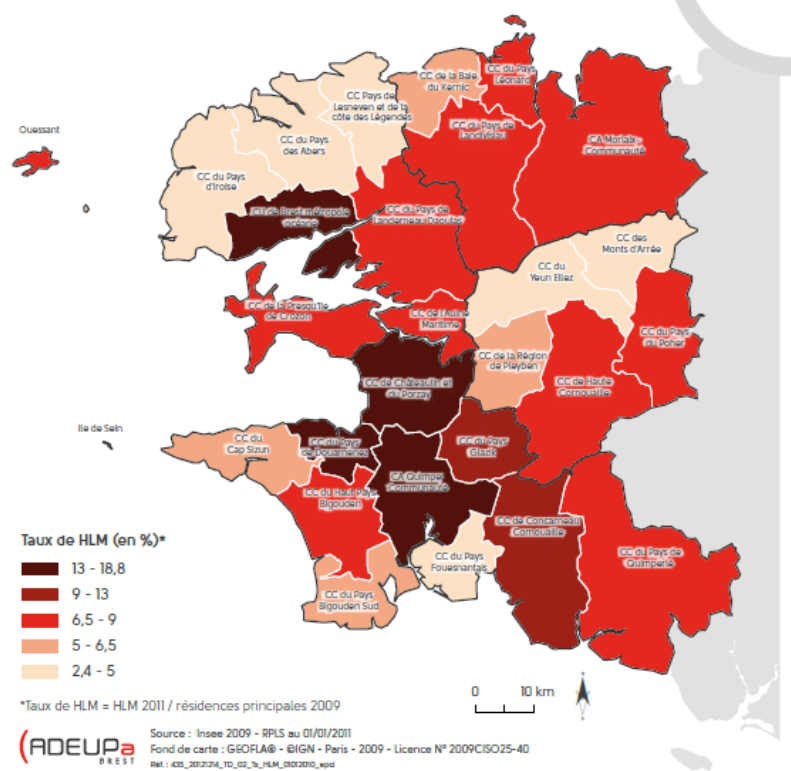 CC de la Baie
du Kernic
CC du Pays
Léonard
CC Pays de
Lesneven et de la
côte des Légendes
Ouessant
CC du Pays de
Landivisiau
CC du Pays
des Abers
CA Morlaix-
Communauté
CC du Pays
d'Iroise
CU de Brest métropole
océane
CC du Pays de
Landerneau Daoulas
CC des
Monts d'Arrée
CC du
Yeun Ellez
CC de la Presqu'île
de Crozon
CC de l'Aulne
Maritime
CC du Pays
du Poher
CC de la Région
de Pleyben
CC de Châteaulin et
du Porzay
CC de Haute
Cornouaille
Ile de Sein
CC du
Cap Sizun
CC du Pays
de Douarnenez
CC du Pays
Glazik
CA Quimper
Communauté
CC du Haut Pays
Bigouden
CC de Concarneau
Cornouaille
CC du Pays
Fouesnantais
CC du Pays de
Quimperlé
CC du Pays
Bigouden Sud
Taux de HLM (en %)*
13 - 18,8
9 - 13
6,5 - 9
5 - 6,5
2,4 - 5
0 10 km
*Taux de HLM = HLM 2011 / résidences principales 2009
ADEUPa
BREST
Source : Insee 2009 - RPLS au 01/01/2011
Fond de carte : GEOFLA® - ©IGN - Paris - 2009 - Licence N° 2009CISO25-40